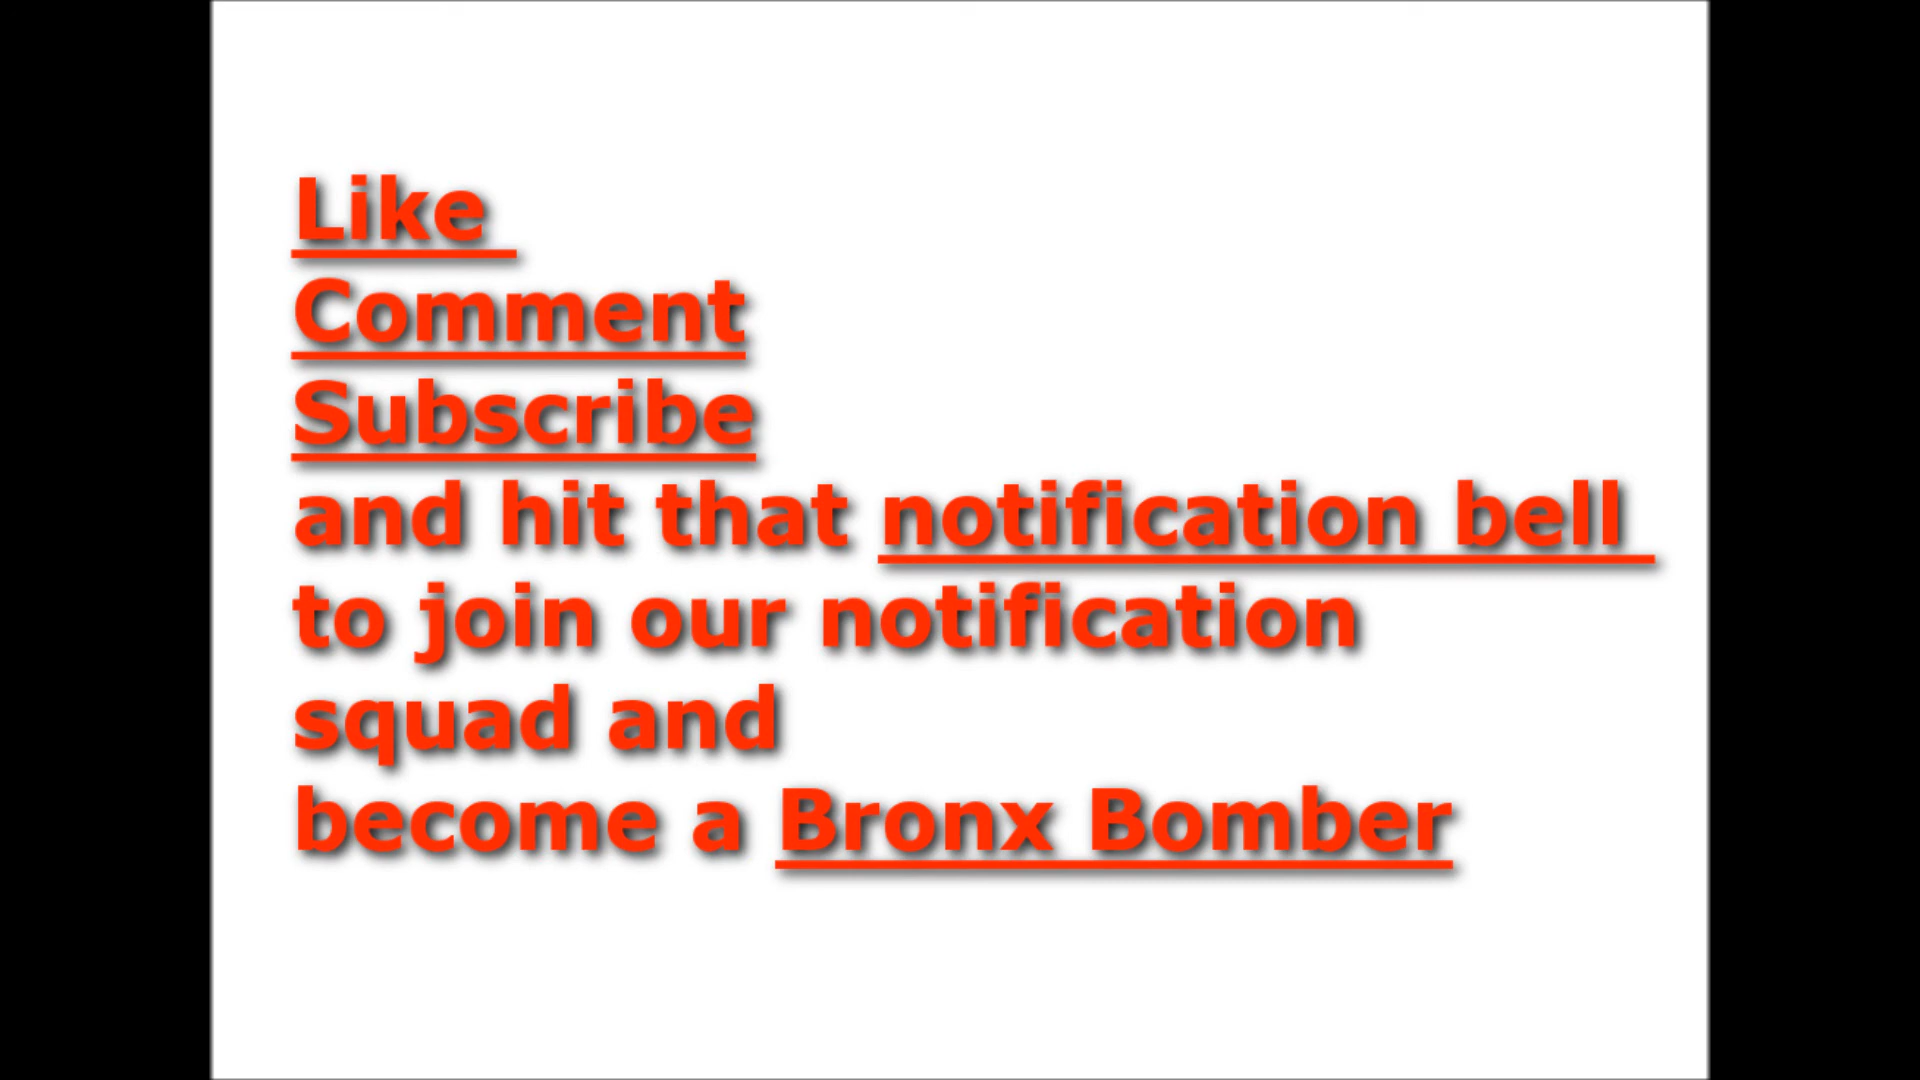 Like
Comment
Subscribe
and hit that notification bell
to join our notification
squad and
become a Bronx Bomber